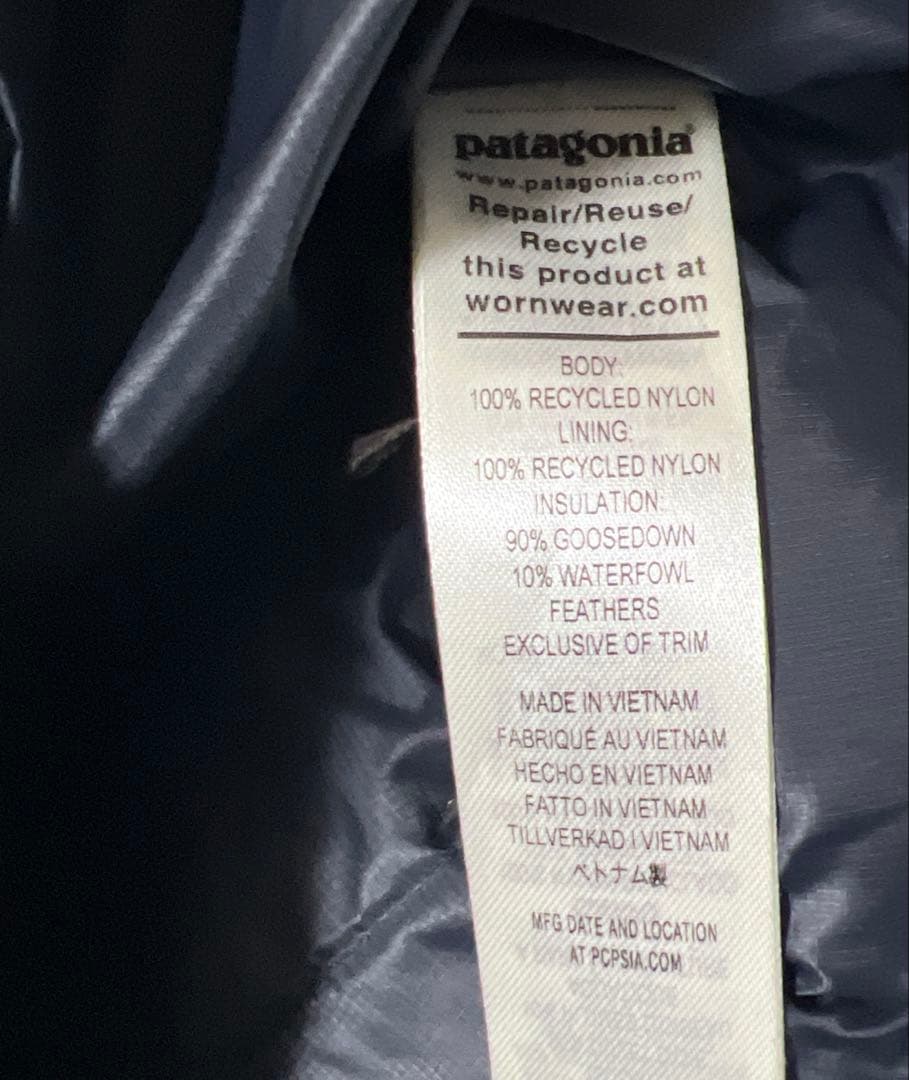 patagonia®
www.patagonia.com
Repair/Reuse/
Recycle
this product at
wornwear.com
BODY:
100% RECYCLED NYLON
LINING:
100% RECYCLED NYLON
INSULATION:
90% GOOSEDOWN
10% WATERFOWL
FEATHERS
EXCLUSIVE OF TRIM
MADE IN VIETNAM
FABRIQUÉ AU VIETNAM
HECHO EN VIETNAM
FATTO IN VIETNAM
TILLVERKAD I VIETNAM
ベトナム製
MFG DATE AND LOCATION
AT PCPSIA.COM